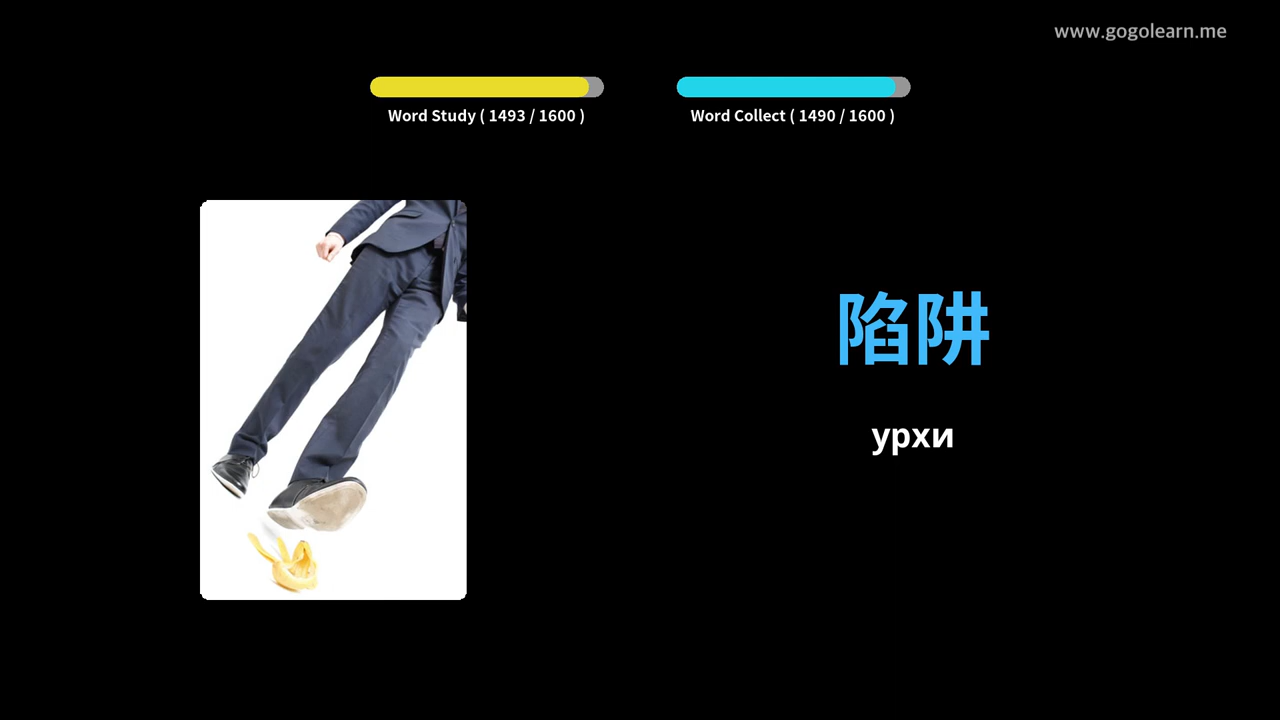 www.gogolearn.me
Word Study ( 1493 / 1600 )
Word Collect ( 1490 / 1600 )
陷阱
урхи